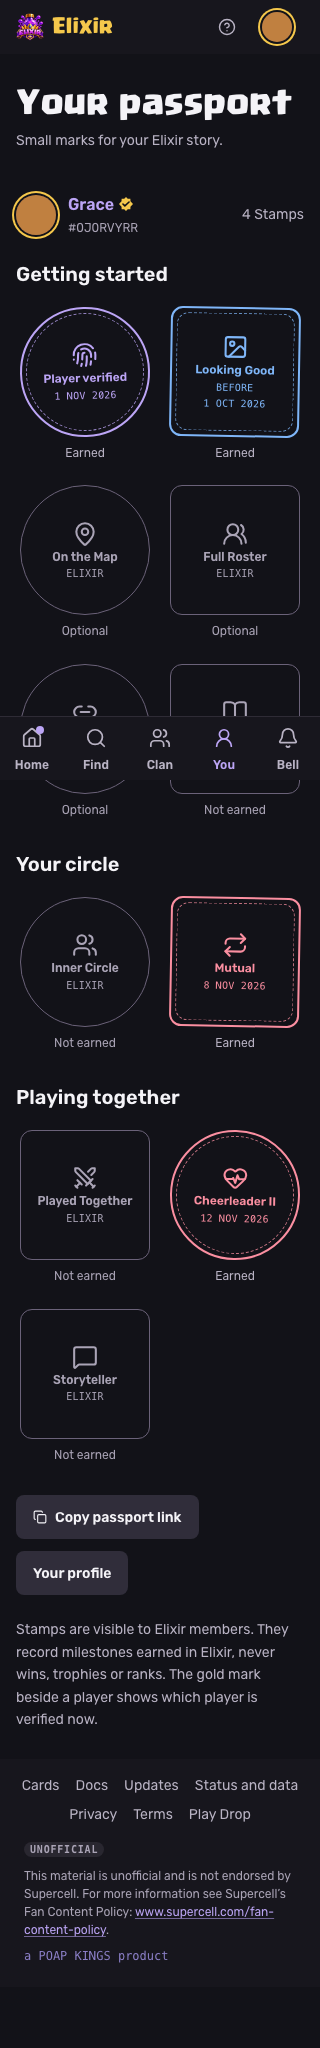 Elixir
Your passport
Small marks for your Elixir story.
Grace
#0J0RVYRR
4 Stamps
Getting started
Player verified
1 NOV 2026
Earned
Looking Good
BEFORE
1 OCT 2026
Earned
On the Map
ELIXIR
Optional
Full Roster
ELIXIR
Optional
Home
Find
Clan
You
Bell
Optional
Not earned
Your circle
Inner Circle
ELIXIR
Not earned
Mutual
8 NOV 2026
Earned
Playing together
Played Together
ELIXIR
Not earned
Cheerleader II
12 NOV 2026
Earned
Storyteller
ELIXIR
Not earned
Copy passport link
Your profile
Stamps are visible to Elixir members. They
record milestones earned in Elixir, never
wins, trophies or ranks. The gold mark
beside a player shows which player is
verified now.
Cards Docs Updates Status and data
Privacy Terms Play Drop
UNOFFICIAL
This material is unofficial and is not endorsed by
Supercell. For more information see Supercell's
Fan Content Policy: www.supercell.com/fan-
content-policy.
a POAP KINGS product